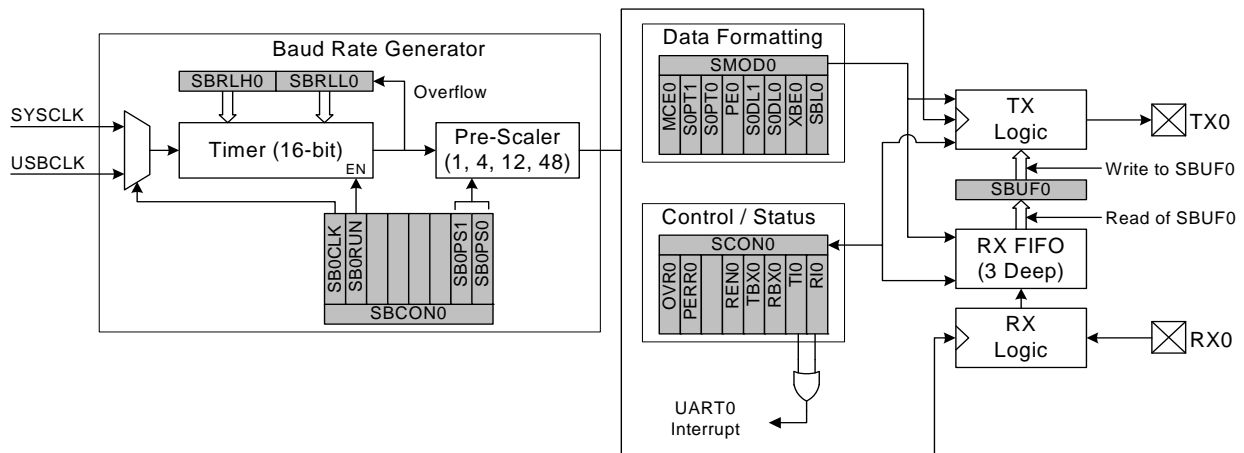 Baud Rate Generator
SBRLH0 SBRLL0
Overflow
SYSCLK
USBCLK
Timer (16-bit)
EN
Pre-Scaler
(1, 4, 12, 48)
SB0CLK
SB0RUN
SB0PS1
SB0PS0
SBCON0
Data Formatting
SMOD0
MCE0
S0PT1
S0PT0
PE0
S0DL1
S0DL0
XBE0
SBL0
Control / Status
SCON0
OVR0
PERR0
REN0
TBX0
RBX0
TI0
RI0
UART0
Interrupt
TX
Logic
TX0
Write to SBUF0
SBUF0
Read of SBUF0
RX FIFO
(3 Deep)
RX
Logic
RX0